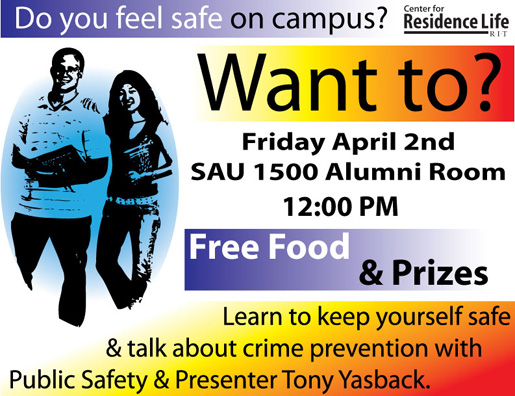 Do you feel safe on campus?
Center for
Residence Life
RIT
Want to?
Friday April 2nd
SAU 1500 Alumni Room
12:00 PM
Free Food
& Prizes
Learn to keep yourself safe
& talk about crime prevention with
Public Safety & Presenter Tony Yasback.